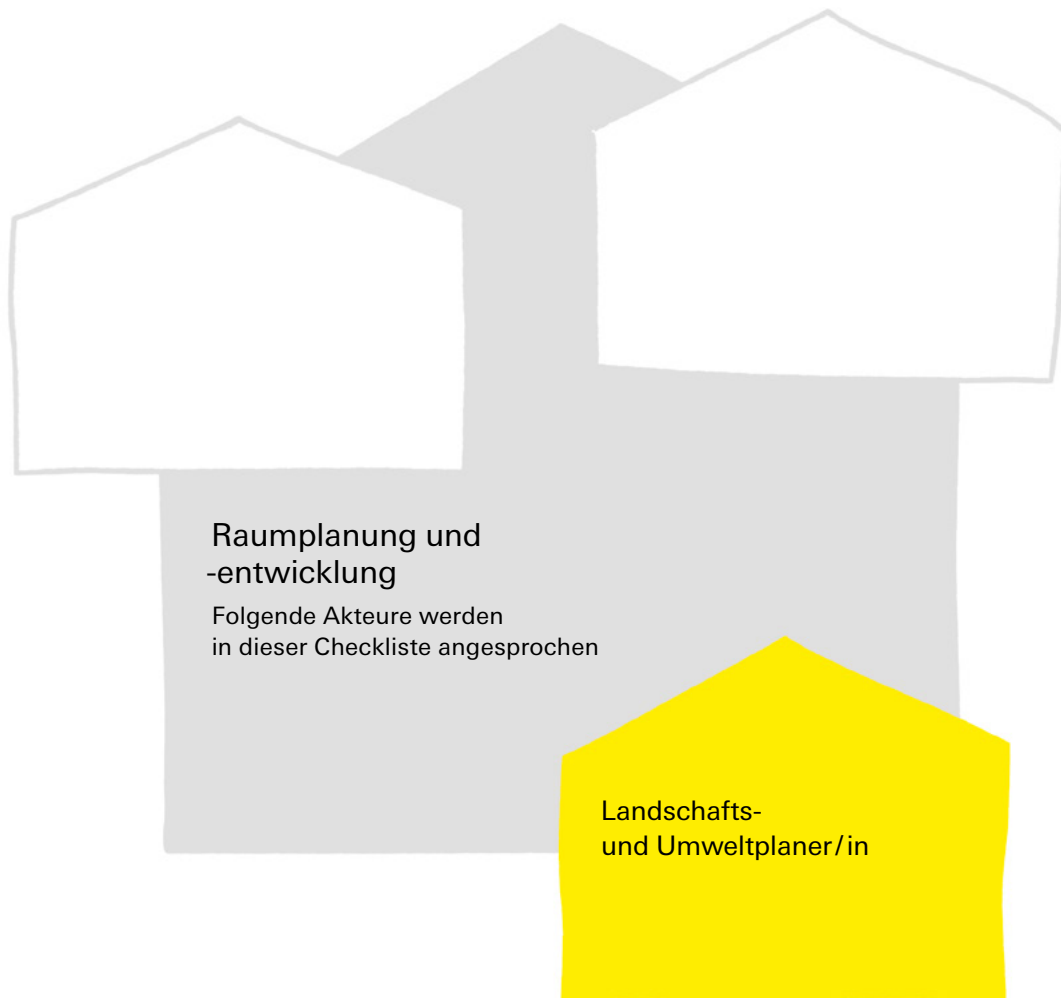 Raumplanung und
-entwicklung
Folgende Akteure werden
in dieser Checkliste angesprochen
Landschafts-
und Umweltplaner/in